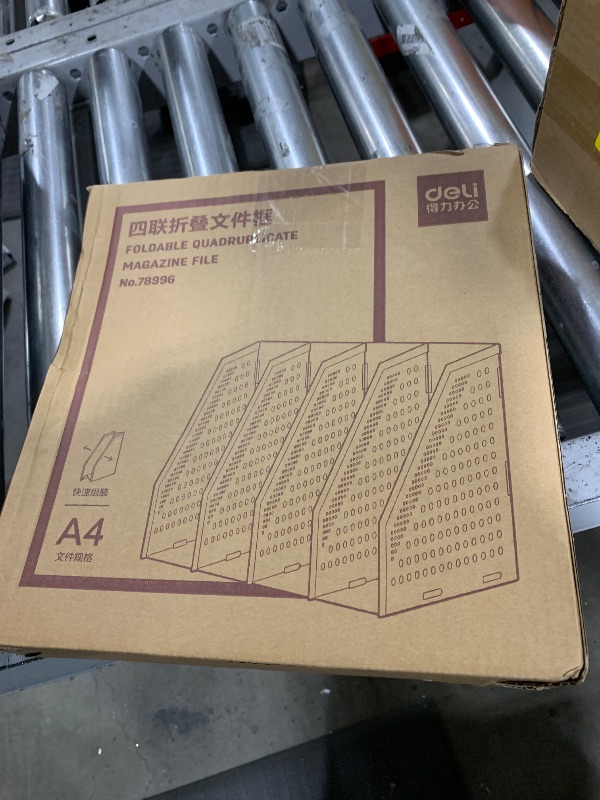 四联折叠文件框
FOLDABLE QUADRUPLICATE
MAGAZINE FILE
No.78996
deli
得力办公
快速组装
A4
文件规格